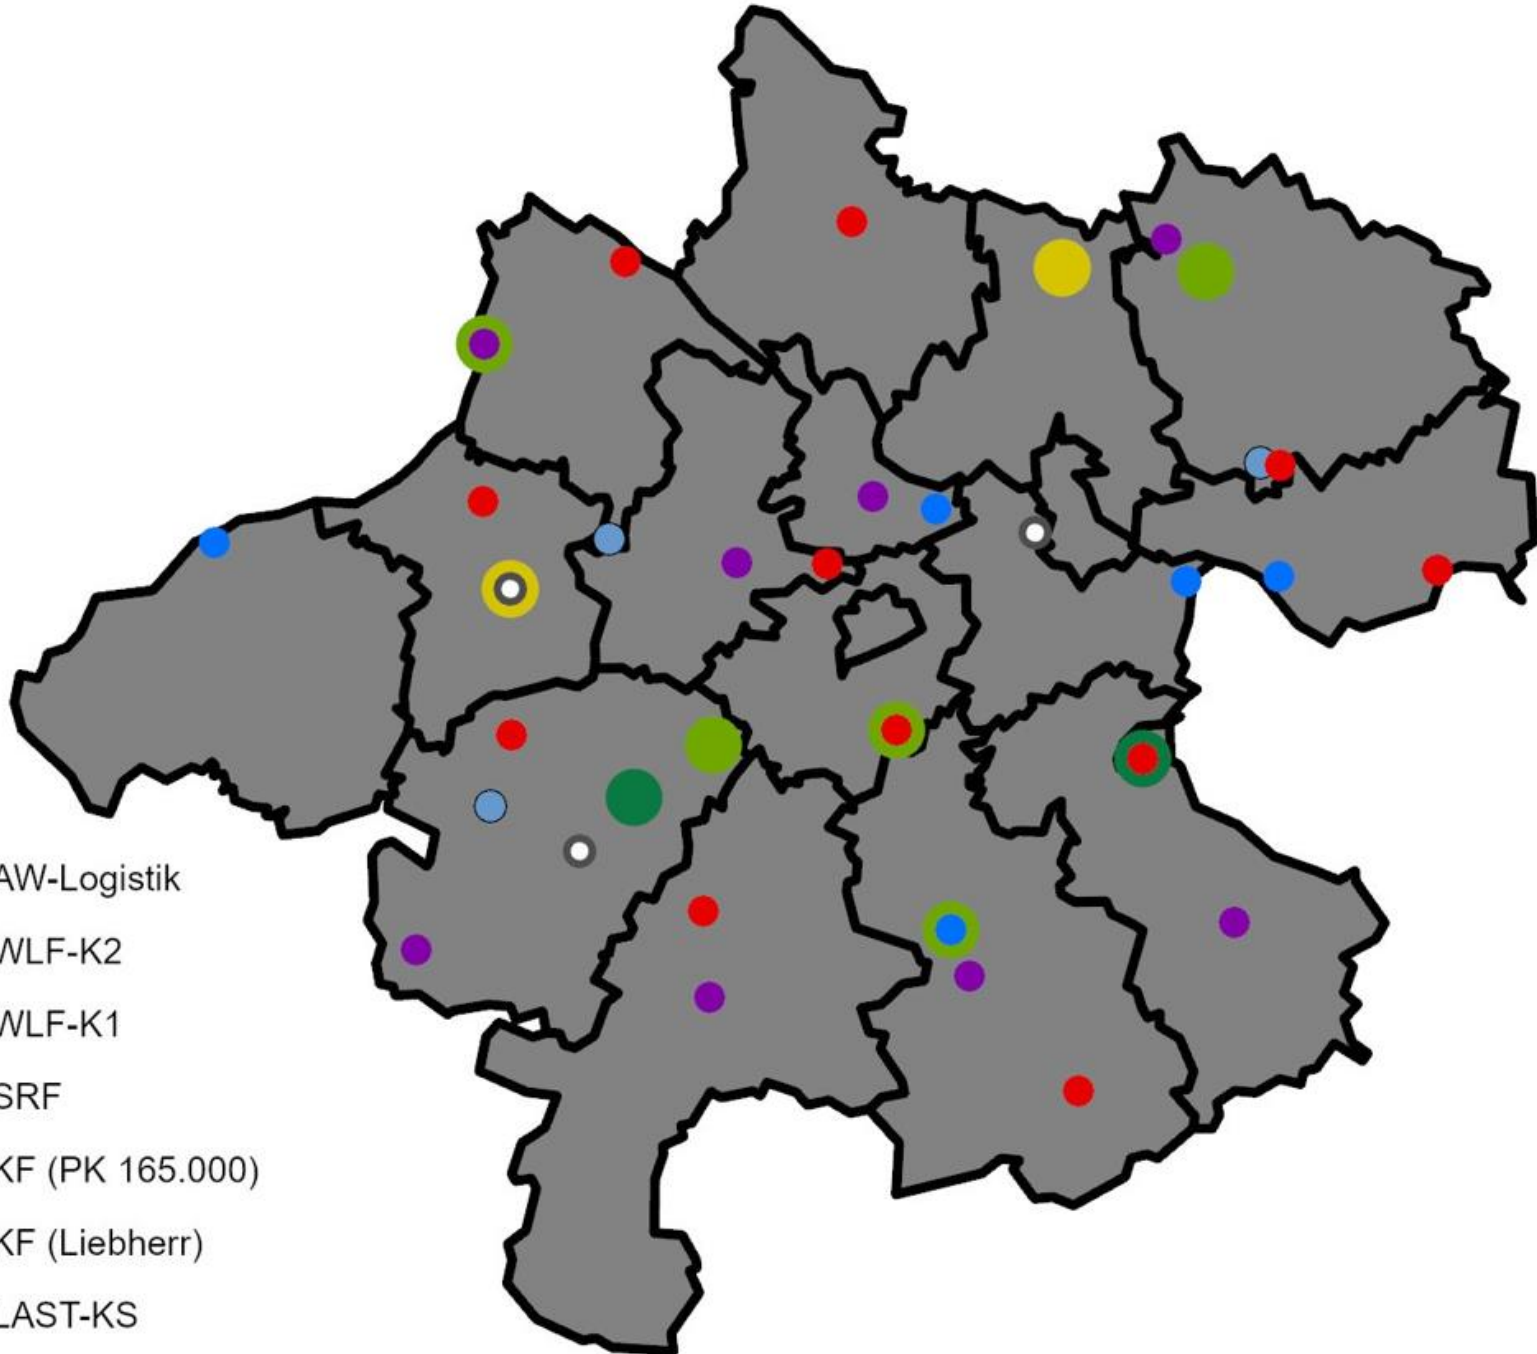 AW-Logistik
WLF-K2
WLF-K1
SRF
KF (PK 165.000)
KF (Liebherr)
LAST-KS